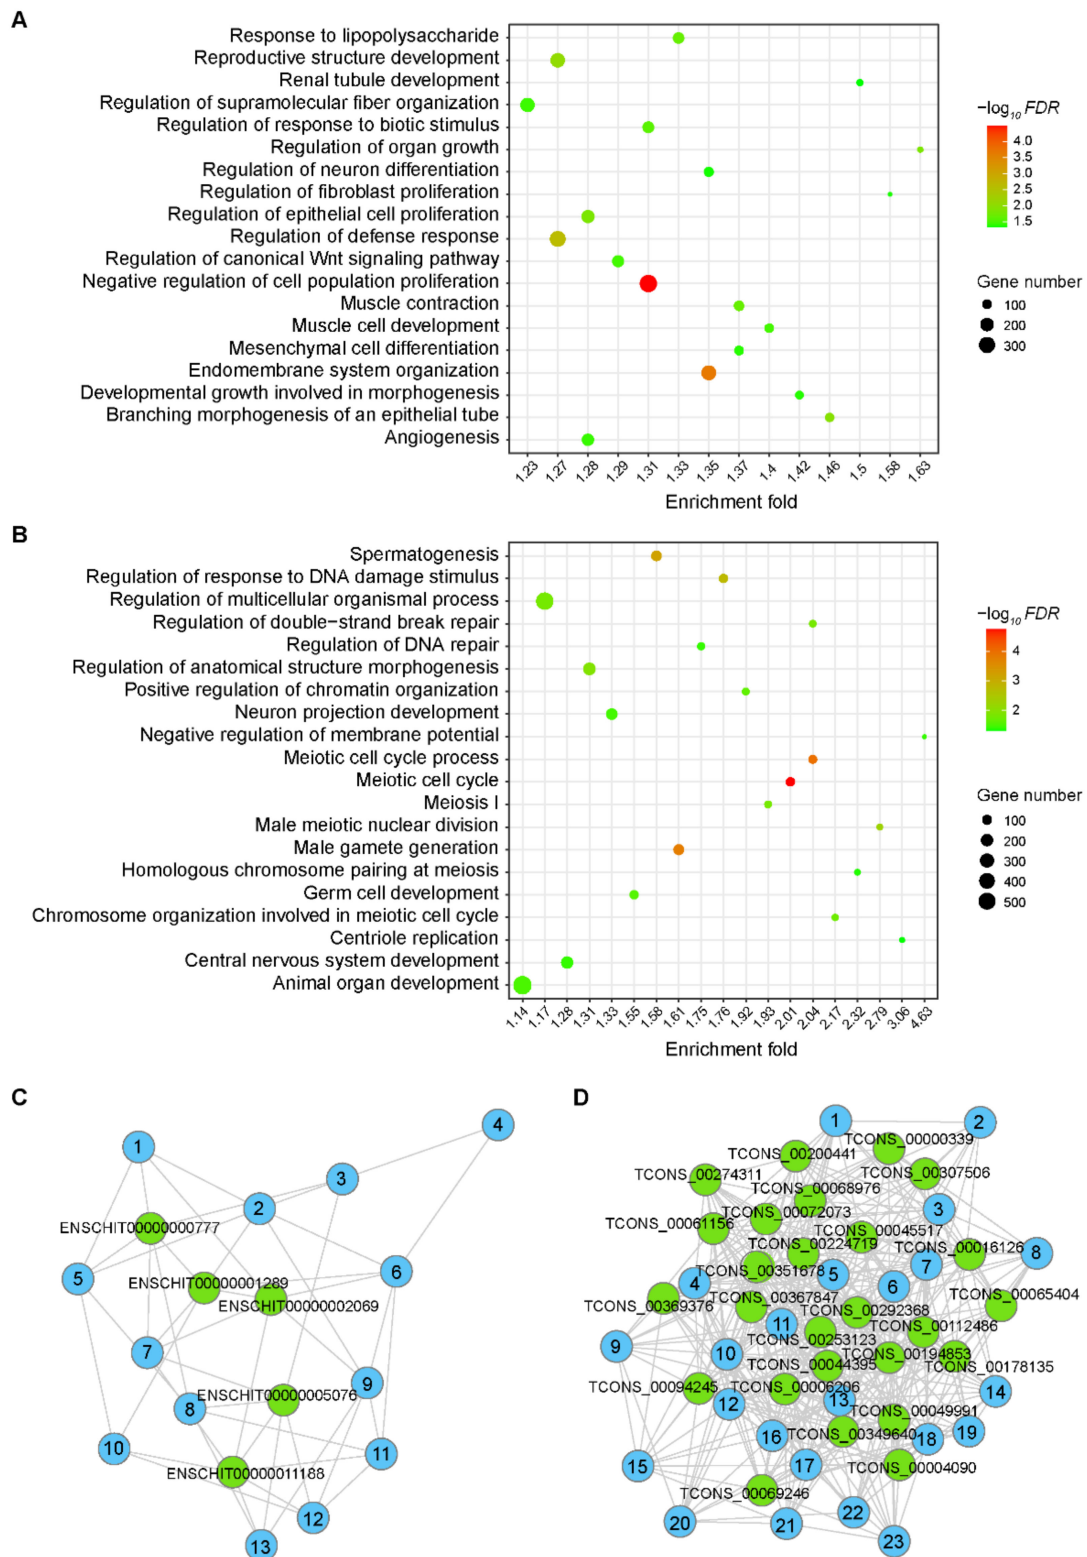 A
Response to lipopolysaccharide
Reproductive structure development
Renal tubule development
Regulation of supramolecular fiber organization
Regulation of response to biotic stimulus
Regulation of organ growth
Regulation of neuron differentiation
Regulation of fibroblast proliferation
Regulation of epithelial cell proliferation
Regulation of defense response
Regulation of canonical Wnt signaling pathway
Negative regulation of cell population proliferation
Muscle contraction
Muscle cell development
Mesenchymal cell differentiation
Endomembrane system organization
Developmental growth involved in morphogenesis
Branching morphogenesis of an epithelial tube
Angiogenesis
1.23 1.27 1.28 1.29 1.31 1.33 1.35 1.37 1.4 1.42 1.46 1.5 1.58 1.63
Enrichment fold
−log10 FDR
4.0
3.5
3.0
2.5
2.0
1.5
Gene number
100
200
300
B
Spermatogenesis
Regulation of response to DNA damage stimulus
Regulation of multicellular organismal process
Regulation of double−strand break repair
Regulation of DNA repair
Regulation of anatomical structure morphogenesis
Positive regulation of chromatin organization
Neuron projection development
Negative regulation of membrane potential
Meiotic cell cycle process
Meiotic cell cycle
Meiosis I
Male meiotic nuclear division
Male gamete generation
Homologous chromosome pairing at meiosis
Germ cell development
Chromosome organization involved in meiotic cell cycle
Centriole replication
Central nervous system development
Animal organ development
1.14 1.17 1.28 1.31 1.33 1.55 1.58 1.61 1.75 1.76 1.92 1.93 2.01 2.04 2.17 2.32 2.79 3.06 4.63
Enrichment fold
−log10 FDR
4
3
2
Gene number
100
200
300
400
500
C
4
1
3
2
ENSCHIT00000000777
5
6
ENSCHIT00000001289
ENSCHIT00000002069
7
9
ENSCHIT00000005076
8
10
11
ENSCHIT00000011188
12
13
D
1
2
TCONS_00000339
TCONS_00200441
TCONS_00307506
TCONS_00274311
TCONS_00068976
TCONS_00072073
3
TCONS_00061156
TCONS_00045517
TCONS_00224719
TCONS_00016126
8
7
TCONS_00351678
5
4
6
TCONS_00065404
TCONS_00369376
TCONS_00367847
TCONS_00292368
11
TCONS_00112486
TCONS_00253123
9
10
TCONS_00194853
TCONS_00044395
TCONS_00178135
TCONS_00094245
TCONS_00006206
14
12
13
TCONS_00049991
16
TCONS_00349640
18
19
15
17
TCONS_00004090
TCONS_00069246
22
20
21
23